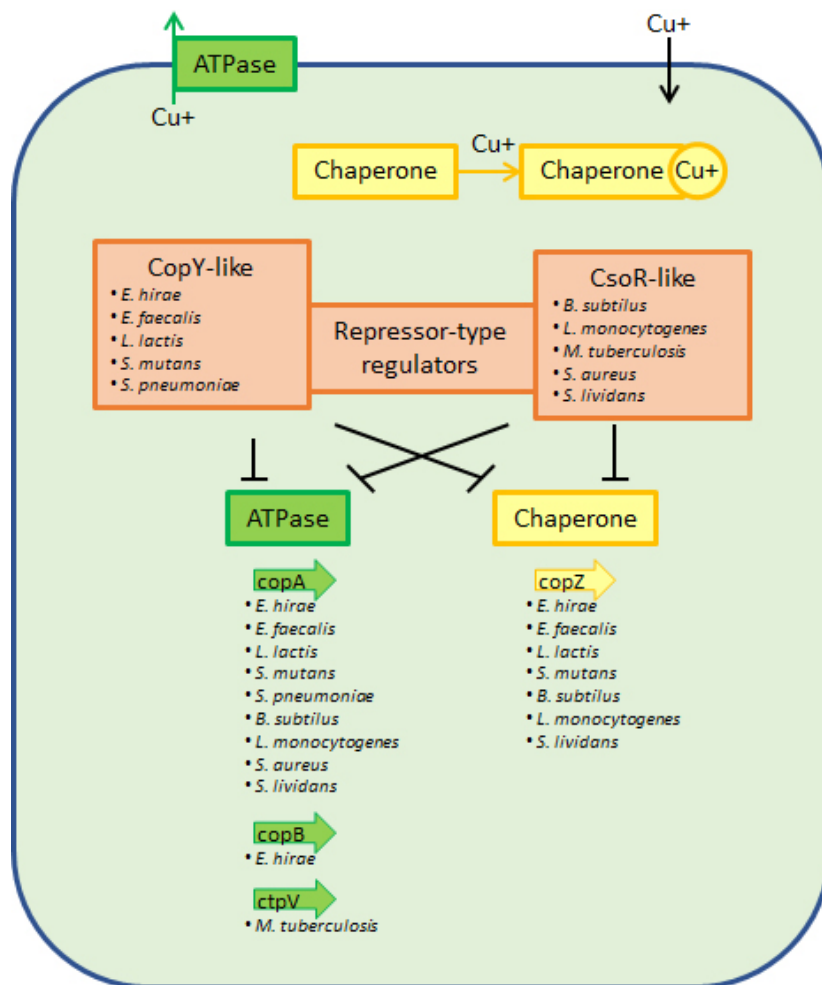 Cu+
ATPase
Cu+
Cu+
Chaperone
Chaperone
Cu+
CopY-like
• E. hirae
• E. faecalis
• L. lactis
• S. mutans
• S. pneumoniae
Repressor-type
regulators
CsoR-like
• B. subtilus
• L. monocytogenes
• M. tuberculosis
• S. aureus
• S. lividans
ATPase
Chaperone
copA
• E. hirae
• E. faecalis
• L. lactis
• S. mutans
• S. pneumoniae
• B. subtilus
• L. monocytogenes
• S. aureus
• S. lividans
copZ
• E. hirae
• E. faecalis
• L. lactis
• S. mutans
• B. subtilus
• L. monocytogenes
• S. lividans
copB
• E. hirae
ctpV
• M. tuberculosis